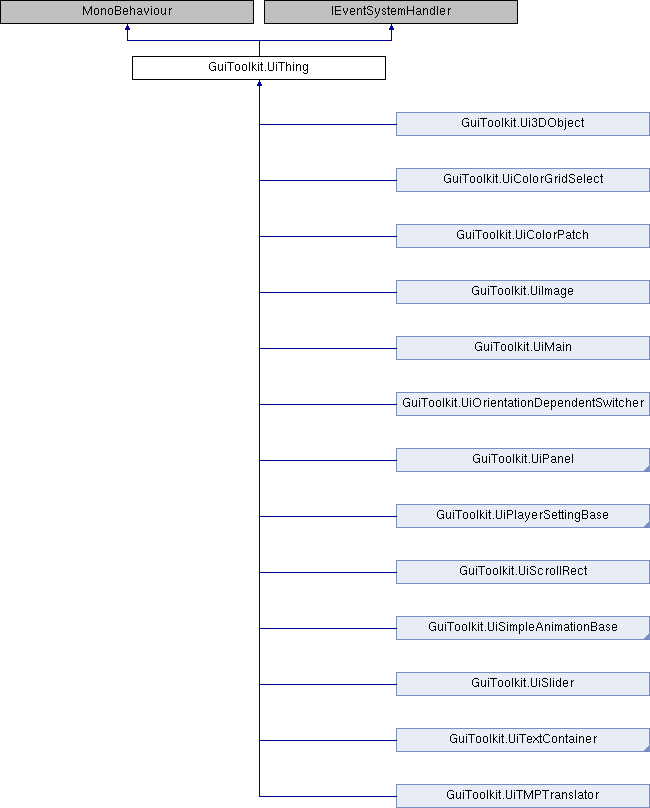 MonoBehaviour
IEventSystemHandler
GuiToolkit.UiThing
GuiToolkit.Ui3DObject
GuiToolkit.UiColorGridSelect
GuiToolkit.UiColorPatch
GuiToolkit.UiImage
GuiToolkit.UiMain
GuiToolkit.UiOrientationDependentSwitcher
GuiToolkit.UiPanel
GuiToolkit.UiPlayerSettingBase
GuiToolkit.UiScrollRect
GuiToolkit.UiSimpleAnimationBase
GuiToolkit.UiSlider
GuiToolkit.UiTextContainer
GuiToolkit.UiTMPTranslator